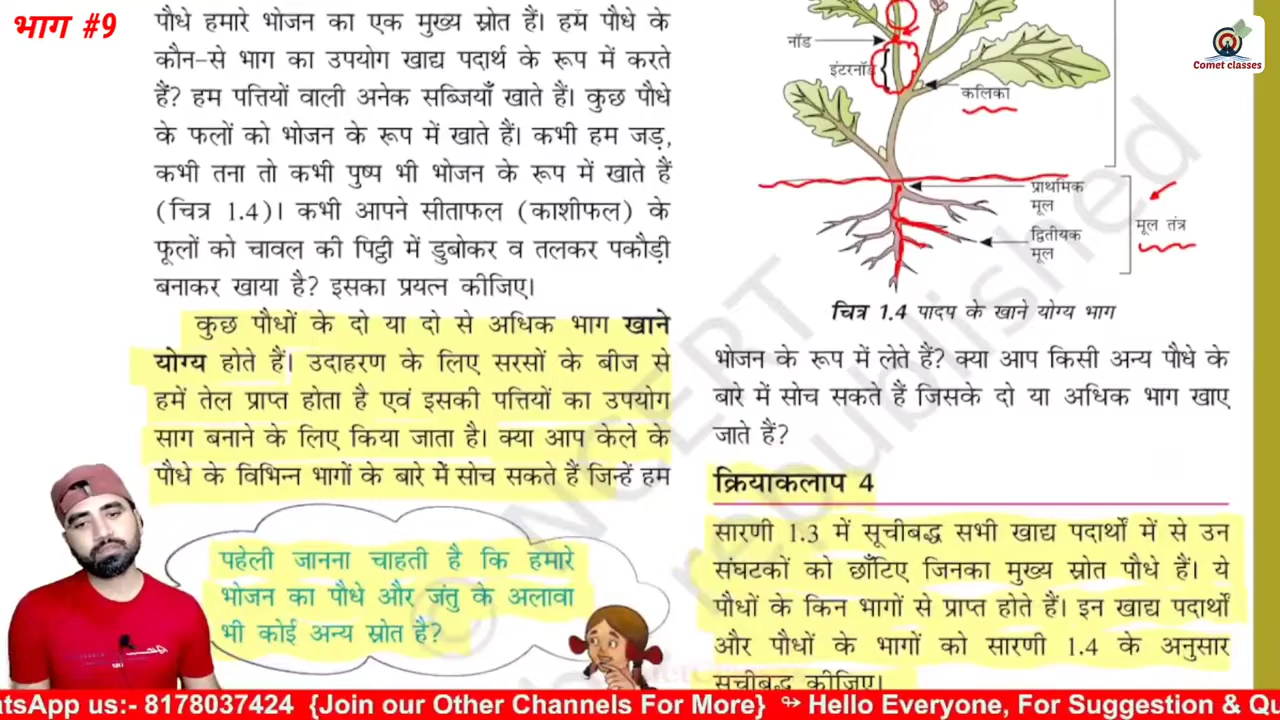 भाग #9
पौधे हमारे भोजन का एक मुख्य स्रोत हैं। हम पौधे के
कौन-से भाग का उपयोग खाद्य पदार्थ के रूप में करते
हैं? हम पत्तियों वाली अनेक सब्जियाँ खाते हैं। कुछ पौधे
के फलों को भोजन के रूप में खाते हैं। कभी हम जड़,
कभी तना तो कभी पुष्प भी भोजन के रूप में खाते हैं
(चित्र 1.4)। कभी आपने सीताफल (काशीफल) के
फूलों को चावल की पिट्ठी में डुबोकर व तलकर पकौड़ी
बनाकर खाया है? इसका प्रयत्न कीजिए।
कुछ पौधों के दो या दो से अधिक भाग खाने
योग्य होते हैं। उदाहरण के लिए सरसों के बीज से
हमें तेल प्राप्त होता है एवं इसकी पत्तियों का उपयोग
साग बनाने के लिए किया जाता है। क्या आप केले के
पौधे के विभिन्न भागों के बारे में सोच सकते हैं जिन्हें हम
पहेली जानना चाहती है कि हमारे
भोजन का पौधे और जंतु के अलावा
भी कोई अन्य स्रोत है?
नॉड
इंटरनॉड
कलिका
प्राथमिक
मूल
द्वितीयक
मूल
मूल तंत्र
चित्र 1.4 पादप के खाने योग्य भाग
भोजन के रूप में लेते हैं? क्या आप किसी अन्य पौधे के
बारे में सोच सकते हैं जिसके दो या अधिक भाग खाए
जाते हैं?
क्रियाकलाप 4
सारणी 1.3 में सूचीबद्ध सभी खाद्य पदार्थों में से उन
संघटकों को छाँटिए जिनका मुख्य स्रोत पौधे हैं। ये
पौधों के किन भागों से प्राप्त होते हैं। इन खाद्य पदार्थों
और पौधों के भागों को सारणी 1.4 के अनुसार
सूचीबद्ध कीजिए।
Comet classes
© NCERT
republished
atsApp us:- 8178037424 {Join our Other Channels For More} ↬ Hello Everyone, For Suggestion & Qu